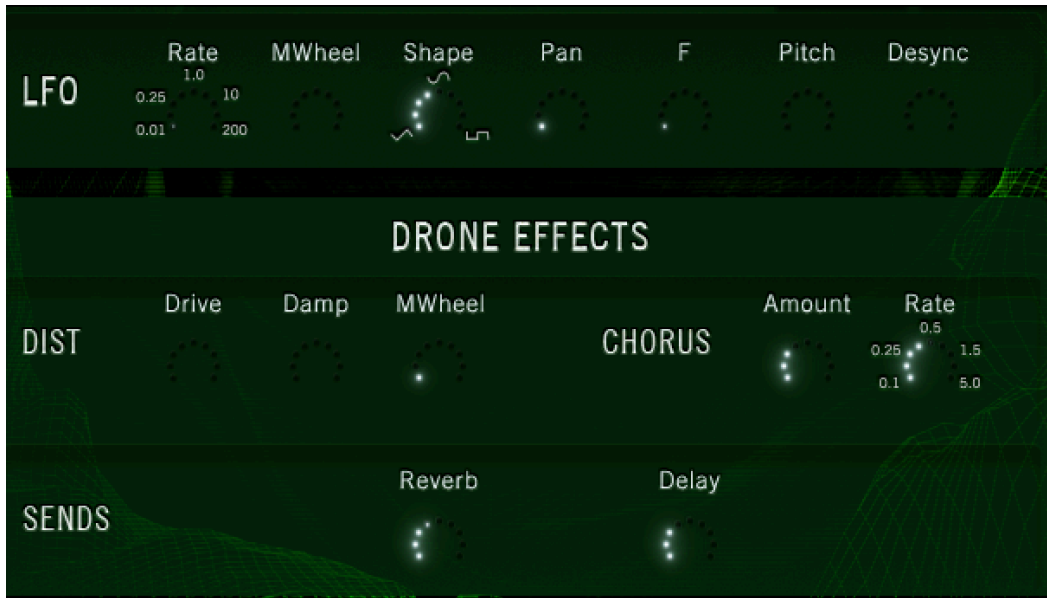 Rate MWheel Shape Pan F Pitch Desync
LFO
1.0
0.25 10
0.01 200
DRONE EFFECTS
Drive Damp MWheel Amount Rate
DIST CHORUS
0.5
0.25 1.5
0.1 5.0
Reverb Delay
SENDS